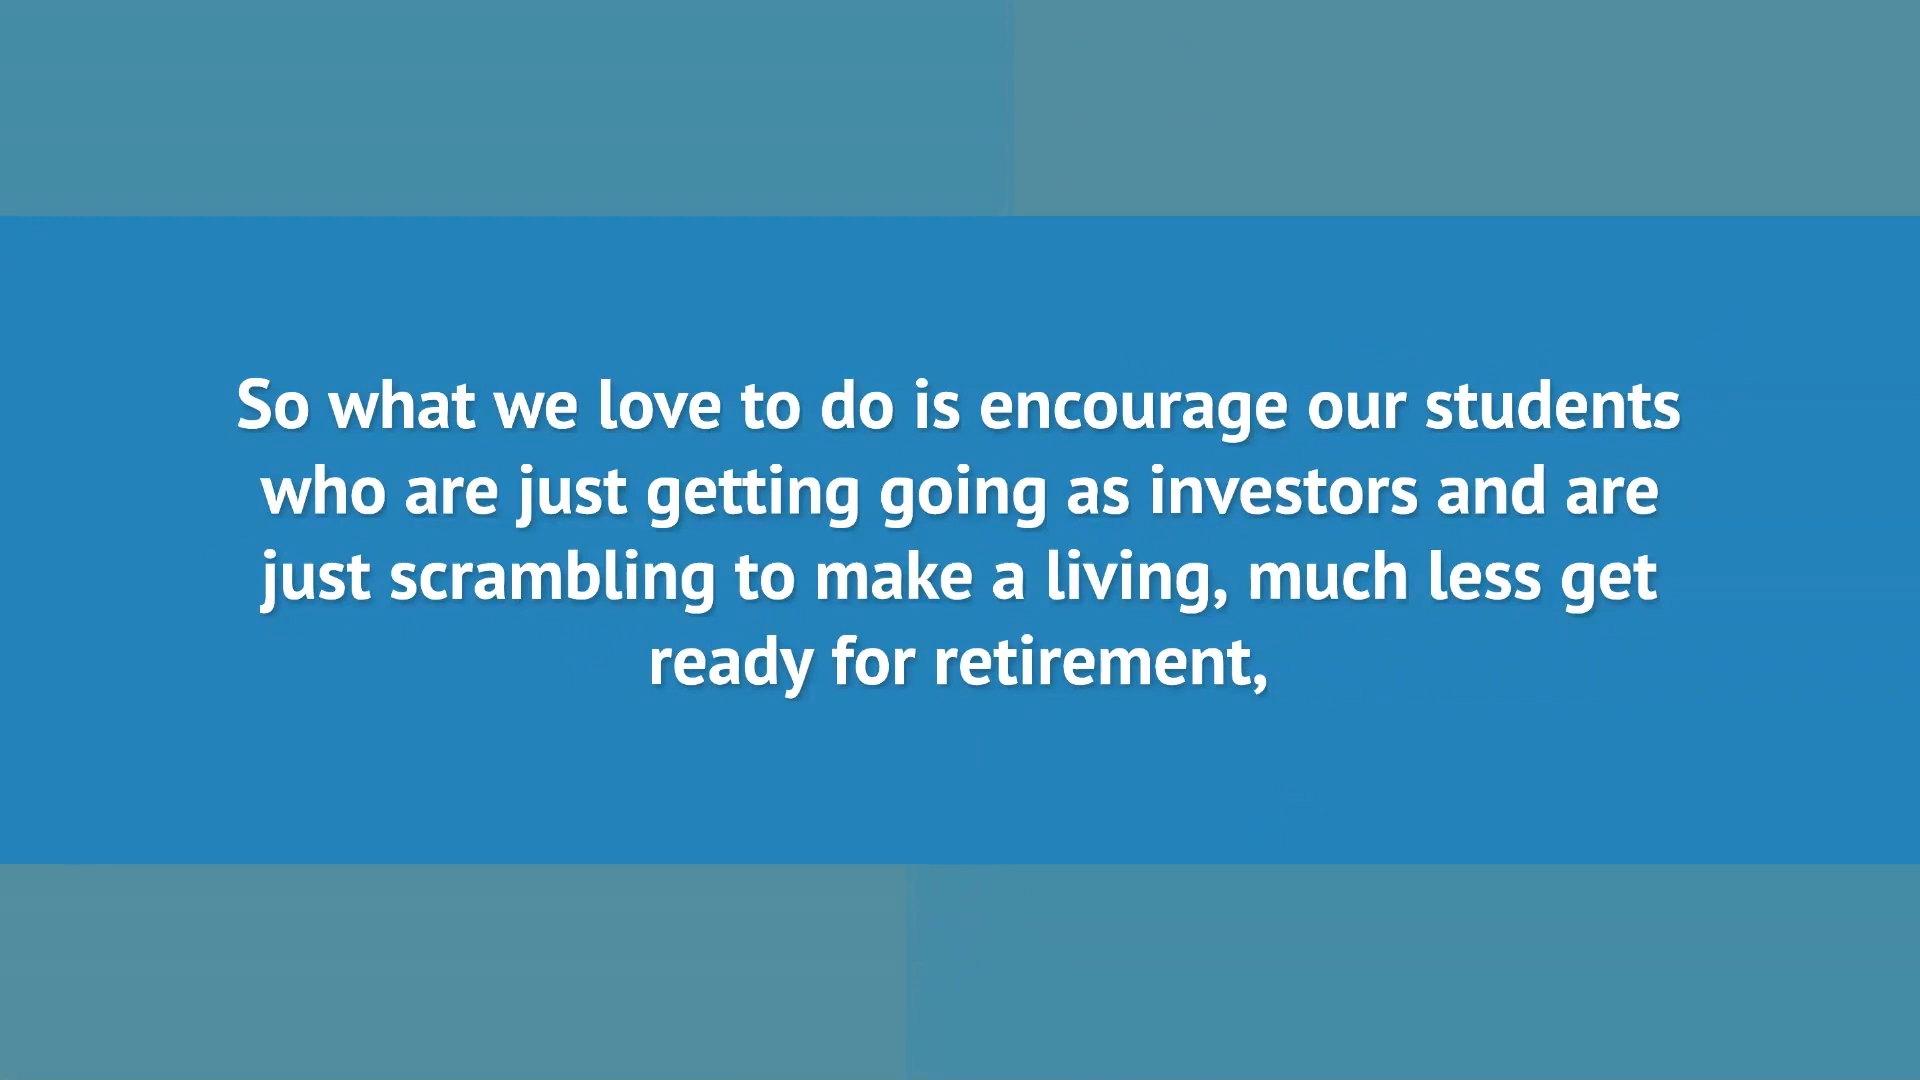 So what we love to do is encourage our students
who are just getting going as investors and are
just scrambling to make a living, much less get
ready for retirement,